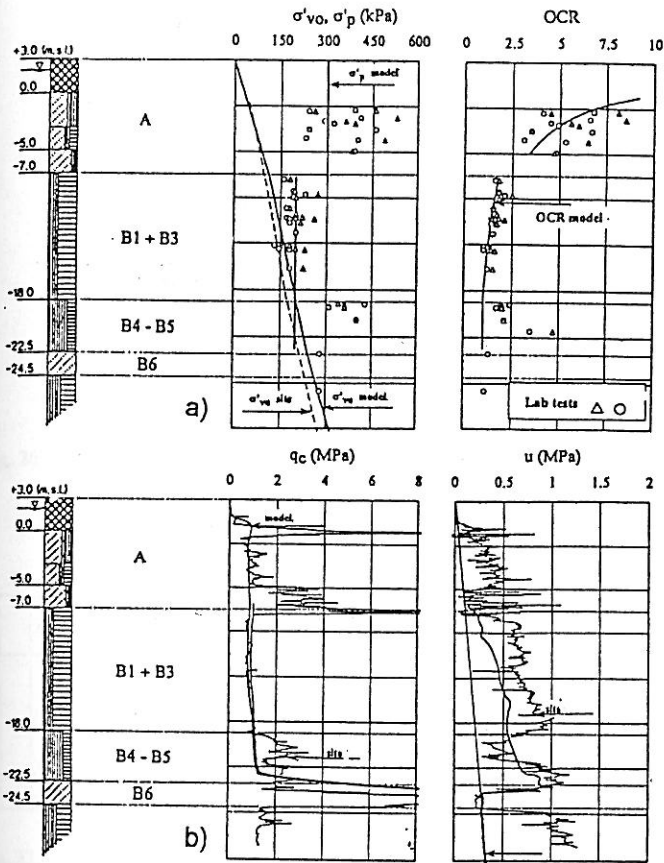 σ'vo, σ'p (kPa)
OCR
+3.0 (m. s.l.)
0 150 300 450 600
0 2.5 5 7.5 10
σ'p model
0.0
A
-5.0
-7.0
B1 + B3
OCR model
-18.0
B4 - B5
-22.5
B6
-24.5
a)
σ'vo site
σ'vo model
Lab tests △ ○
qc (MPa)
u (MPa)
+3.0 (m. s.l.)
0 2 4 6 8
0 0.5 1 1.5 2
model
0.0
A
-5.0
-7.0
B1 + B3
site
-18.0
B4 - B5
site
-22.5
B6
-24.5
b)